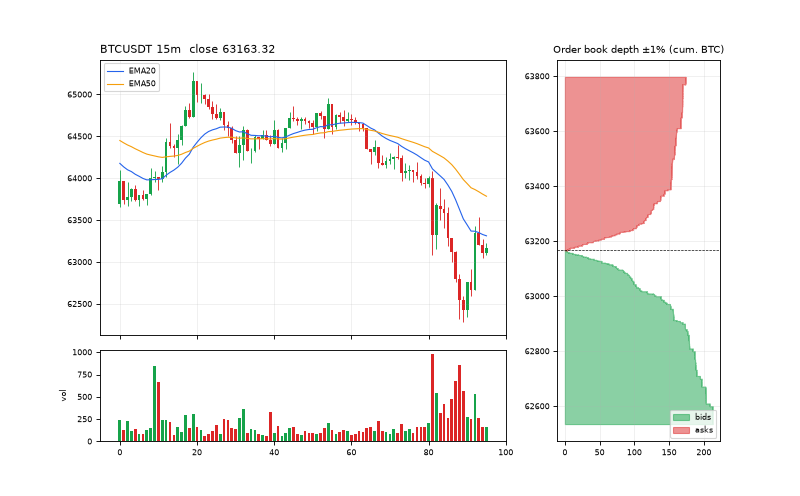 BTCUSDT 15m  close 63163.32
EMA20
EMA50
65000
64500
64000
63500
63000
62500
1000
750
500
250
0
vol
0 20 40 60 80 100
Order book depth ±1% (cum. BTC)
63800
63600
63400
63200
63000
62800
62600
bids
asks
0 50 100 150 200